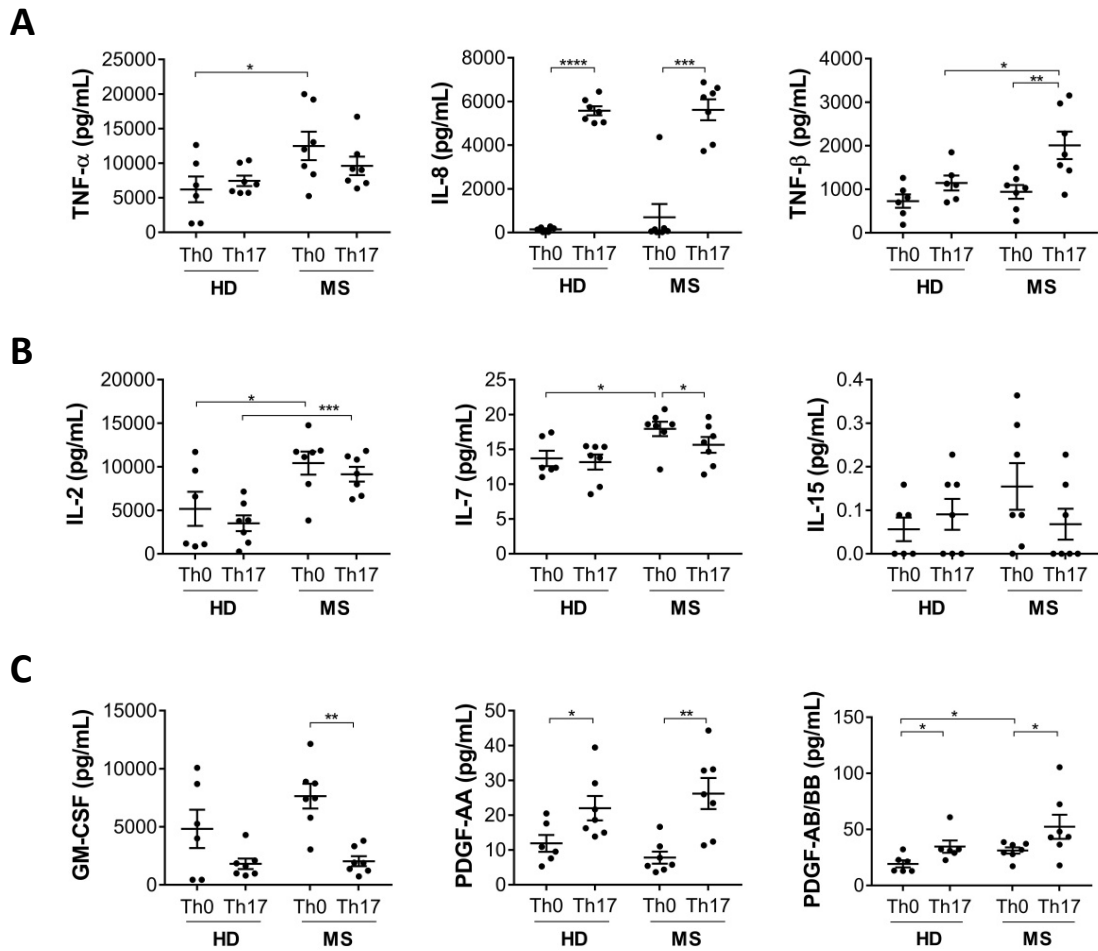 A
TNF-α (pg/mL)
25000
20000
15000
10000
5000
0
*
Th0 Th17 Th0 Th17
HD MS
IL-8 (pg/mL)
8000
6000
4000
2000
0
**** ***
Th0 Th17 Th0 Th17
HD MS
TNF-β (pg/mL)
4000
3000
2000
1000
0
*
**
Th0 Th17 Th0 Th17
HD MS
B
IL-2 (pg/mL)
20000
15000
10000
5000
0
*
***
Th0 Th17 Th0 Th17
HD MS
IL-7 (pg/mL)
25
20
15
10
5
0
* *
Th0 Th17 Th0 Th17
HD MS
IL-15 (pg/mL)
0.4
0.3
0.2
0.1
0.0
Th0 Th17 Th0 Th17
HD MS
C
GM-CSF (pg/mL)
15000
10000
5000
0
**
Th0 Th17 Th0 Th17
HD MS
PDGF-AA (pg/mL)
50
40
30
20
10
0
* **
Th0 Th17 Th0 Th17
HD MS
PDGF-AB/BB (pg/mL)
150
100
50
0
*
* *
Th0 Th17 Th0 Th17
HD MS